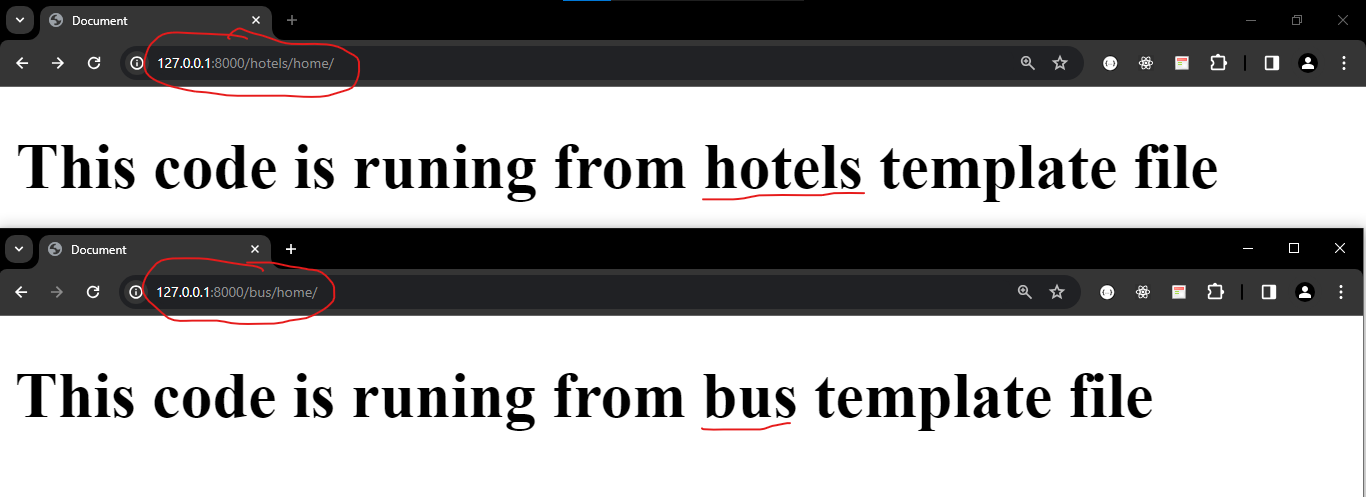 Document
127.0.0.1:8000/hotels/home/
This code is runing from hotels template file
Document
127.0.0.1:8000/bus/home/
This code is runing from bus template file